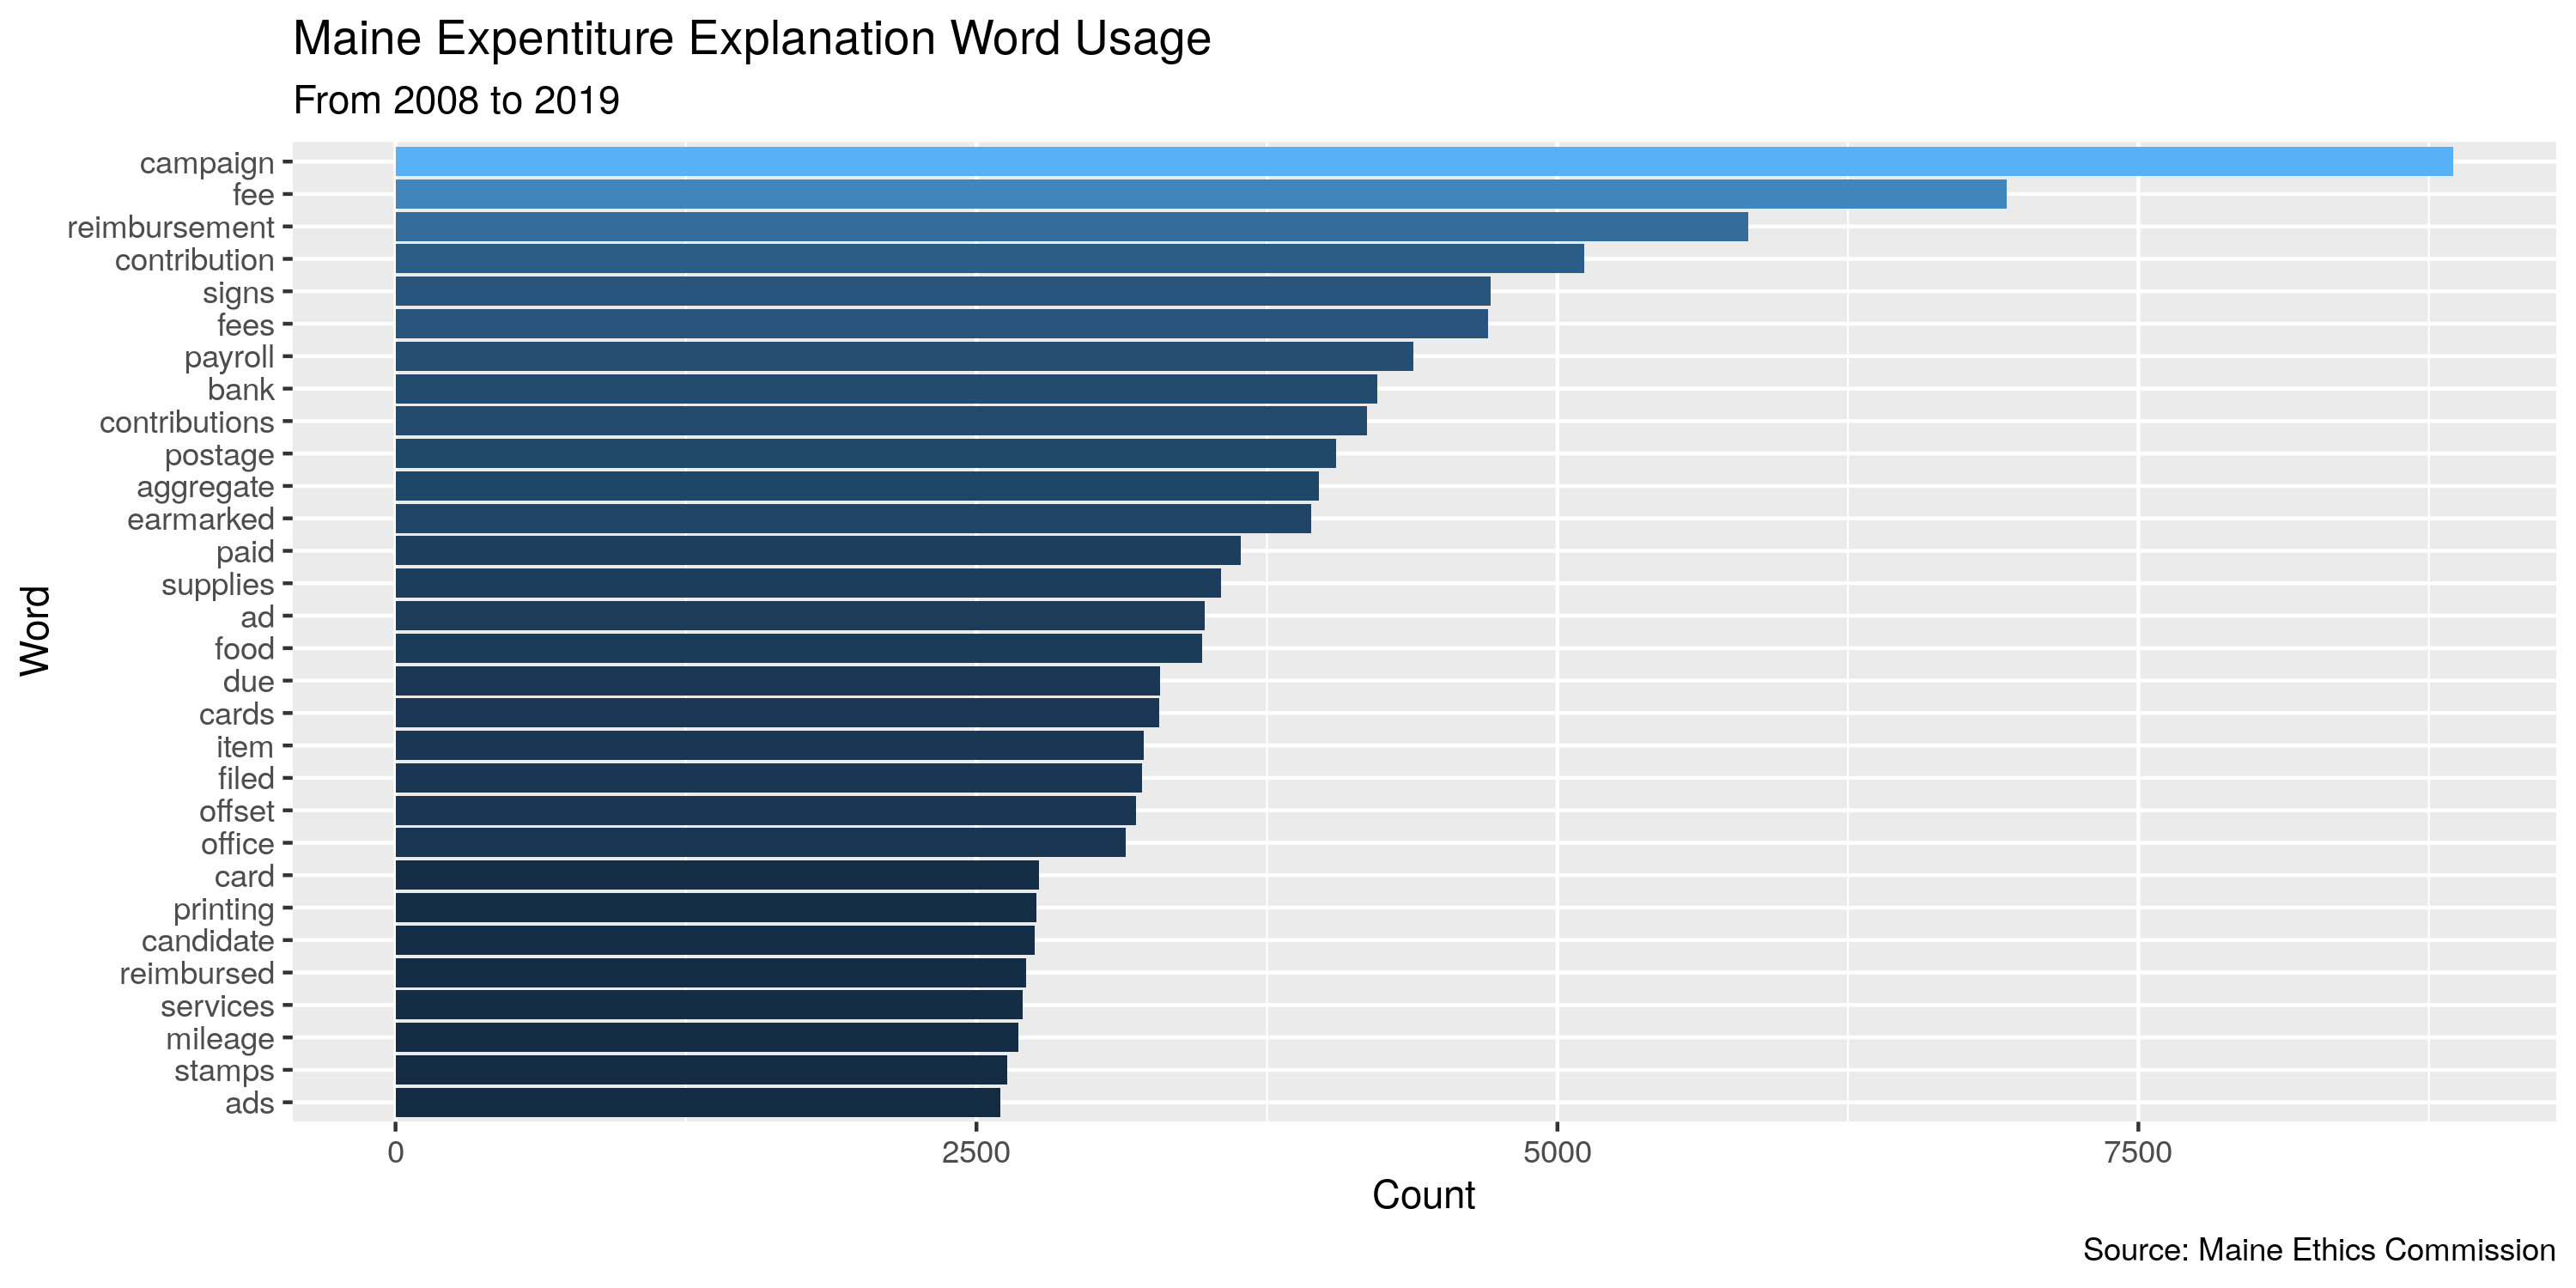 Maine Expentiture Explanation Word Usage
From 2008 to 2019
Word
campaign
fee
reimbursement
contribution
signs
fees
payroll
bank
contributions
postage
aggregate
earmarked
paid
supplies
ad
food
due
cards
item
filed
offset
office
card
printing
candidate
reimbursed
services
mileage
stamps
ads
0 2500 5000 7500
Count
Source: Maine Ethics Commission